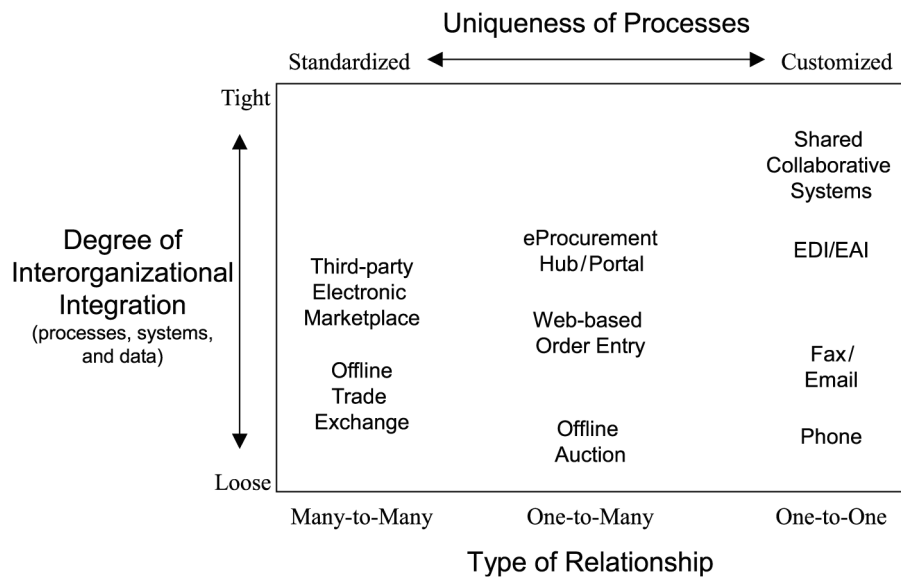 Uniqueness of Processes
Standardized
Customized
Tight
Loose
Degree of
Interorganizational
Integration
(processes, systems,
and data)
Third-party
Electronic
Marketplace
Offline
Trade
Exchange
eProcurement
Hub/Portal
Web-based
Order Entry
Offline
Auction
Shared
Collaborative
Systems
EDI/EAI
Fax/
Email
Phone
Many-to-Many
One-to-Many
One-to-One
Type of Relationship